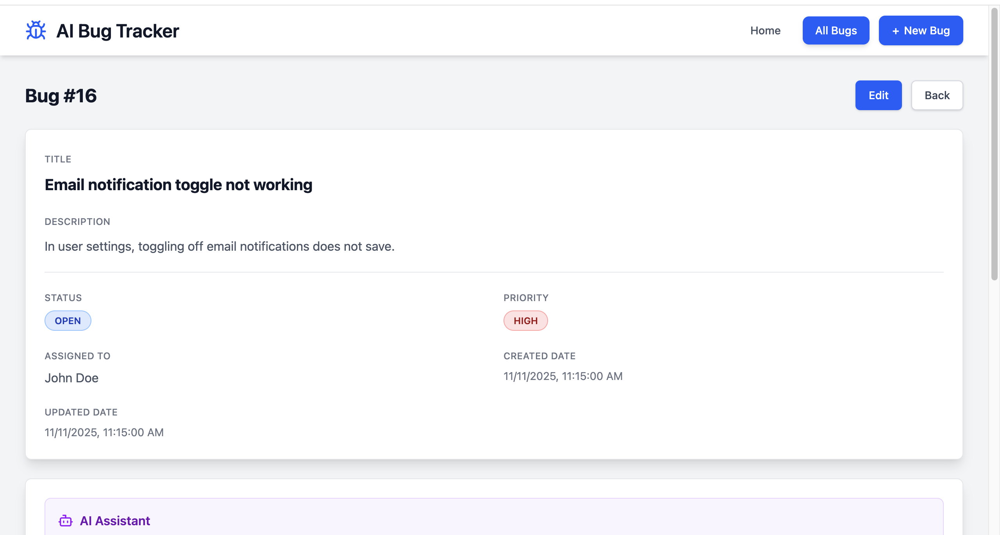 AI Bug Tracker
Home
All Bugs
+ New Bug
Bug #16
Edit
Back
TITLE
Email notification toggle not working
DESCRIPTION
In user settings, toggling off email notifications does not save.
STATUS
PRIORITY
OPEN
HIGH
ASSIGNED TO
CREATED DATE
John Doe
11/11/2025, 11:15:00 AM
UPDATED DATE
11/11/2025, 11:15:00 AM
AI Assistant